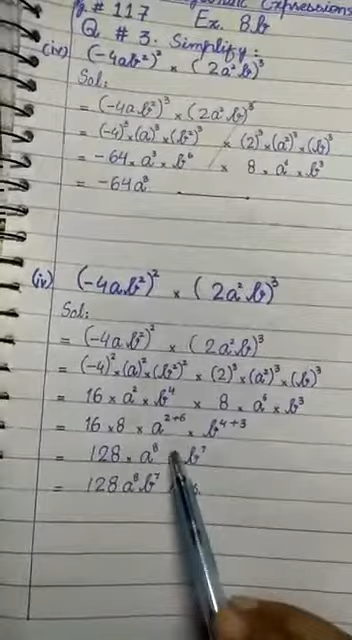 # 117 Expressions
Ex. 8.b
Q # 3. Simplify:
(iv) (-4ab²)² × (2a²b)³
Sol:
= (-4ab²)³ × (2a²b)³
= (-4)³×(a)³×(b²)³ × (2)³×(a²)³×(b)³
= -64 × a³ × b⁶ × 8 × a⁶ × b³
= -64a⁸
(iv) (-4ab²)² × (2a²b)³
Sol:
= (-4ab²)² × (2a²b)³
= (-4)²×(a)²×(b²)² × (2)³×(a²)³×(b)³
= 16 × a² × b⁴ × 8 × a⁶ × b³
= 16 × 8 × a²⁺⁶ × b⁴⁺³
= 128 × a⁸ × b⁷
= 128a⁸b⁷